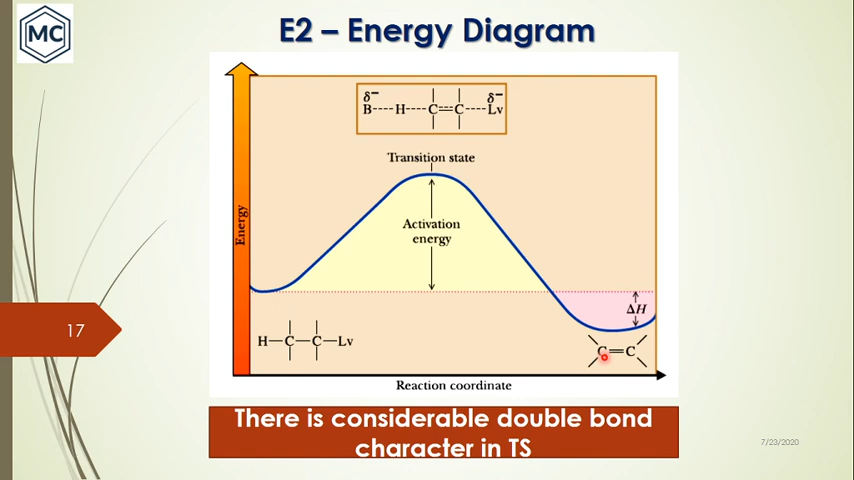 MC
E2 – Energy Diagram
δ– δ–
B----H----C===C----Lv
Transition state
Energy
Activation
energy
ΔH
17
H—C—C—Lv
C=C
Reaction coordinate
There is considerable double bond
character in TS
7/23/2020